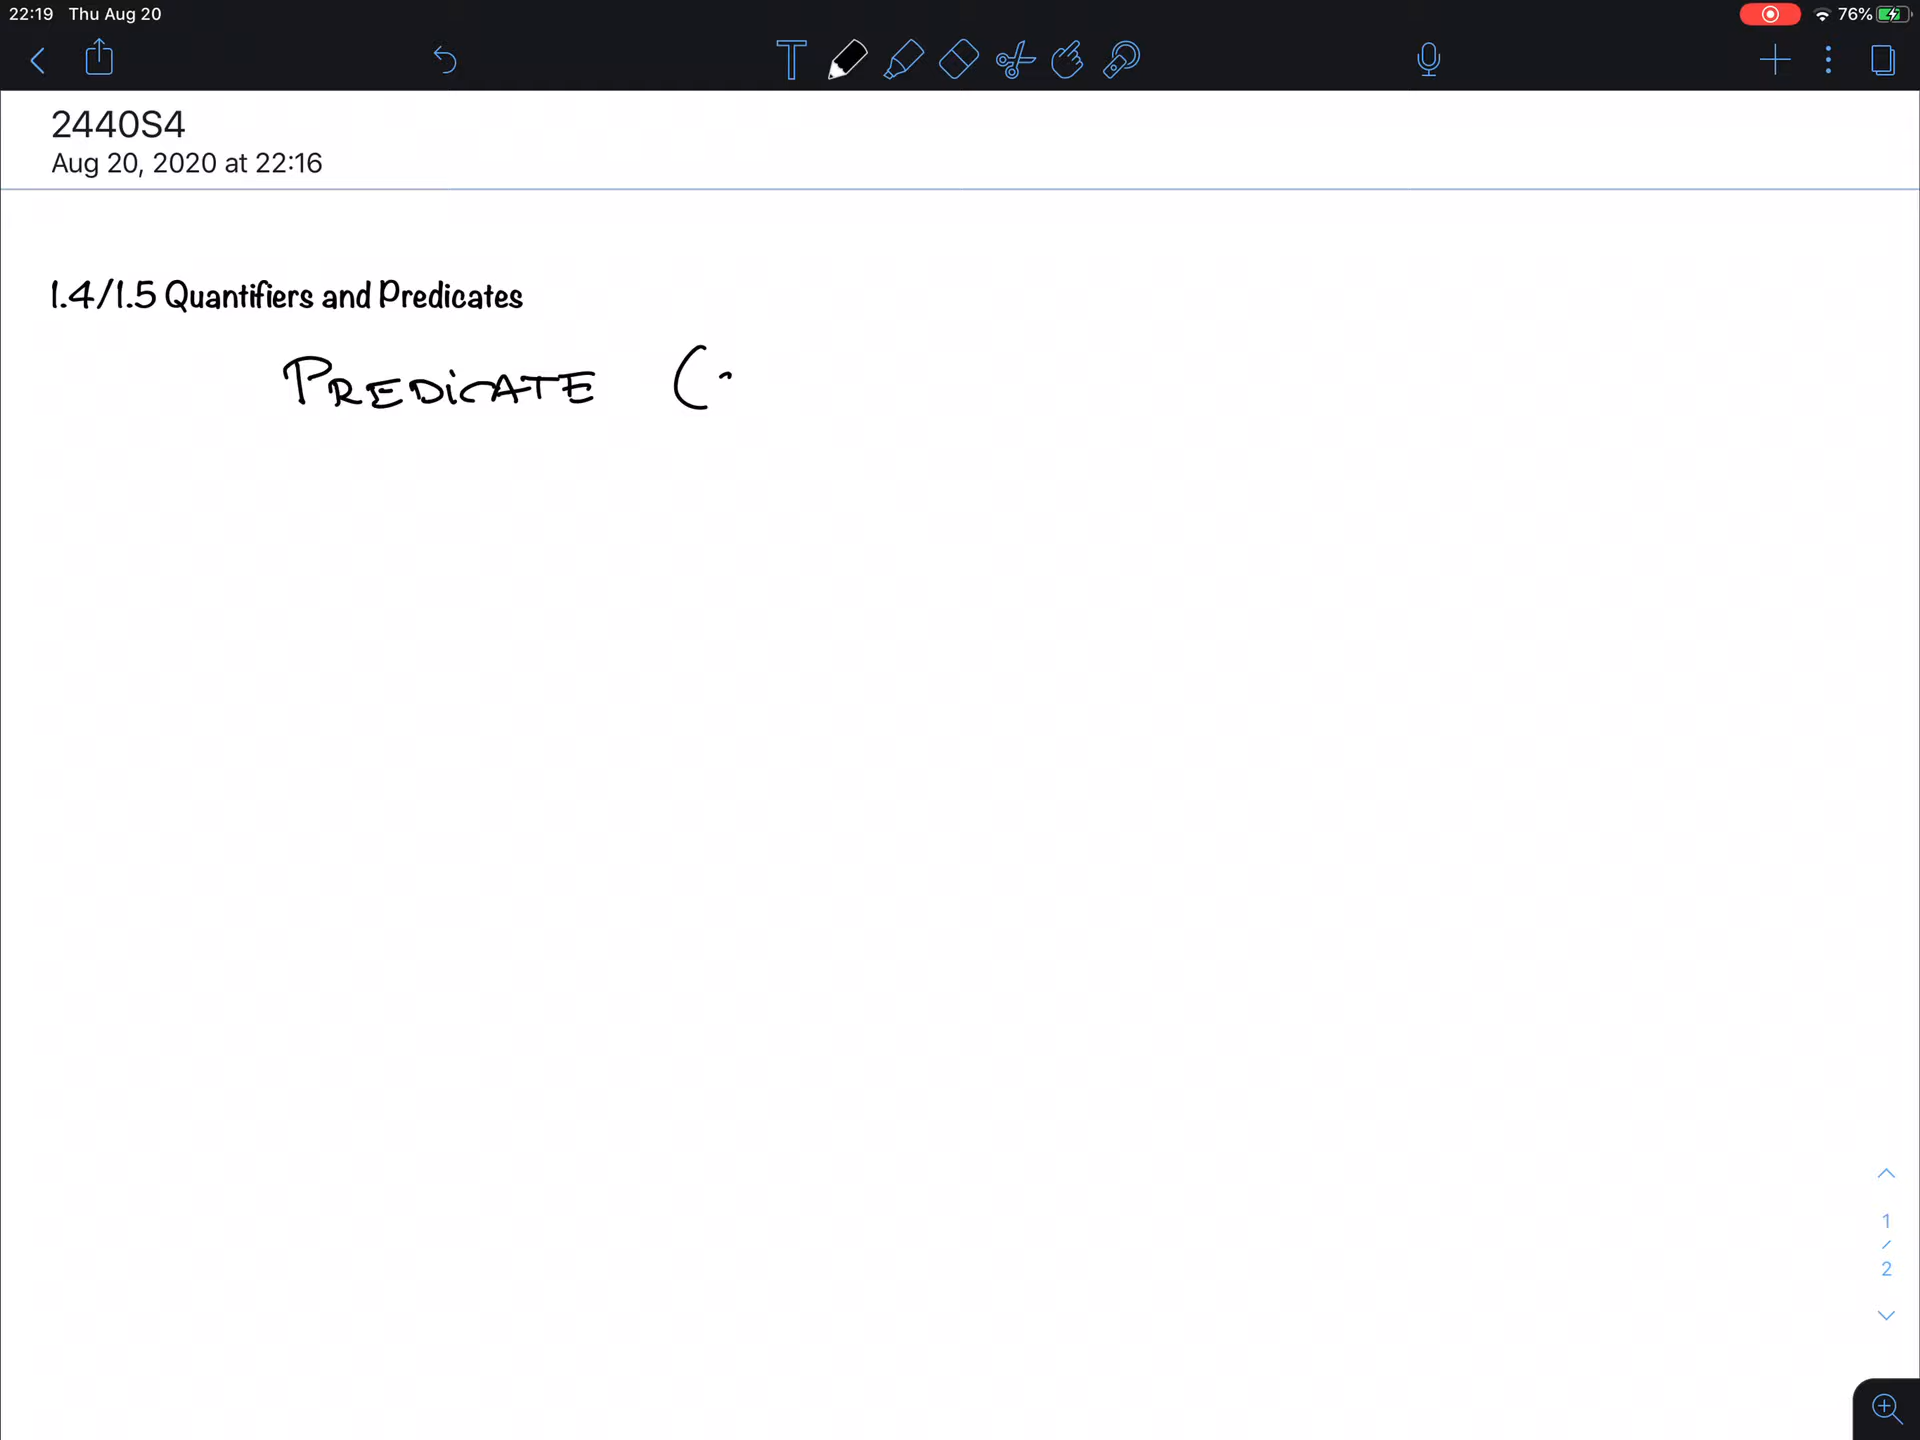 22:19 Thu Aug 20
76%
2440S4
Aug 20, 2020 at 22:16
1.4/1.5 Quantifiers and Predicates
PREDiCATE (
1
/
2